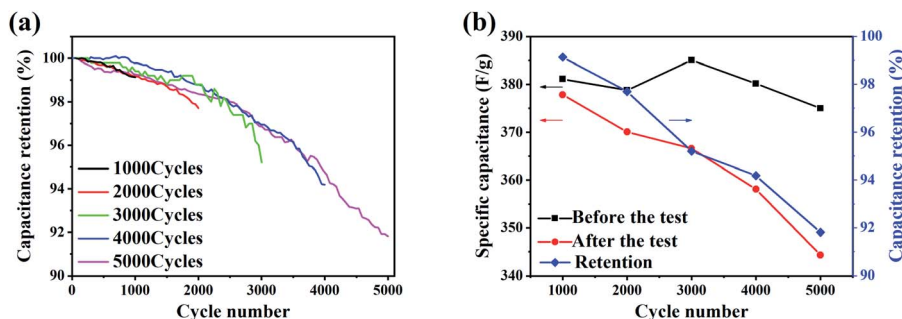 (a)
Capacitance retention (%)
100
98
96
94
92
90
1000Cycles
2000Cycles
3000Cycles
4000Cycles
5000Cycles
0
1000
2000
3000
4000
5000
Cycle number
(b)
Specific capacitance (F/g)
390
380
370
360
350
340
Before the test
After the test
Retention
1000
2000
3000
4000
5000
Cycle number
100
98
96
94
92
90
Capacitance retention (%)